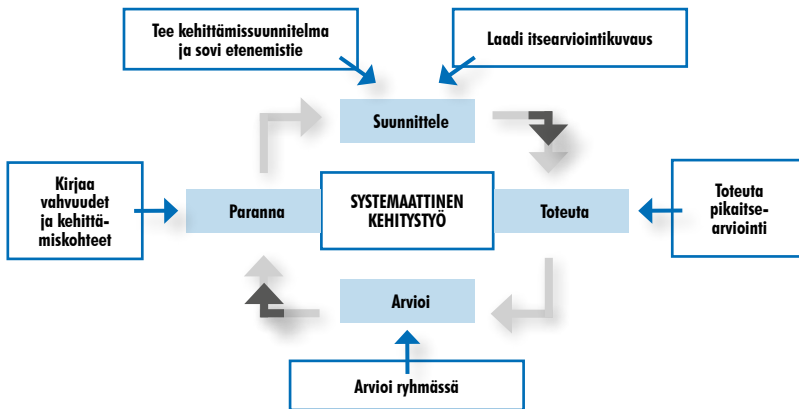 Tee kehittämissuunnitelma
ja sovi etenemistie
Laadi itsearviointikuvaus
Suunnittele
Kirjaa
vahvuudet
ja kehittä-
miskohteet
Paranna
SYSTEMAATTINEN
KEHITYSTYÖ
Toteuta
Toteuta
pikaitse-
arviointi
Arvioi
Arvioi ryhmässä